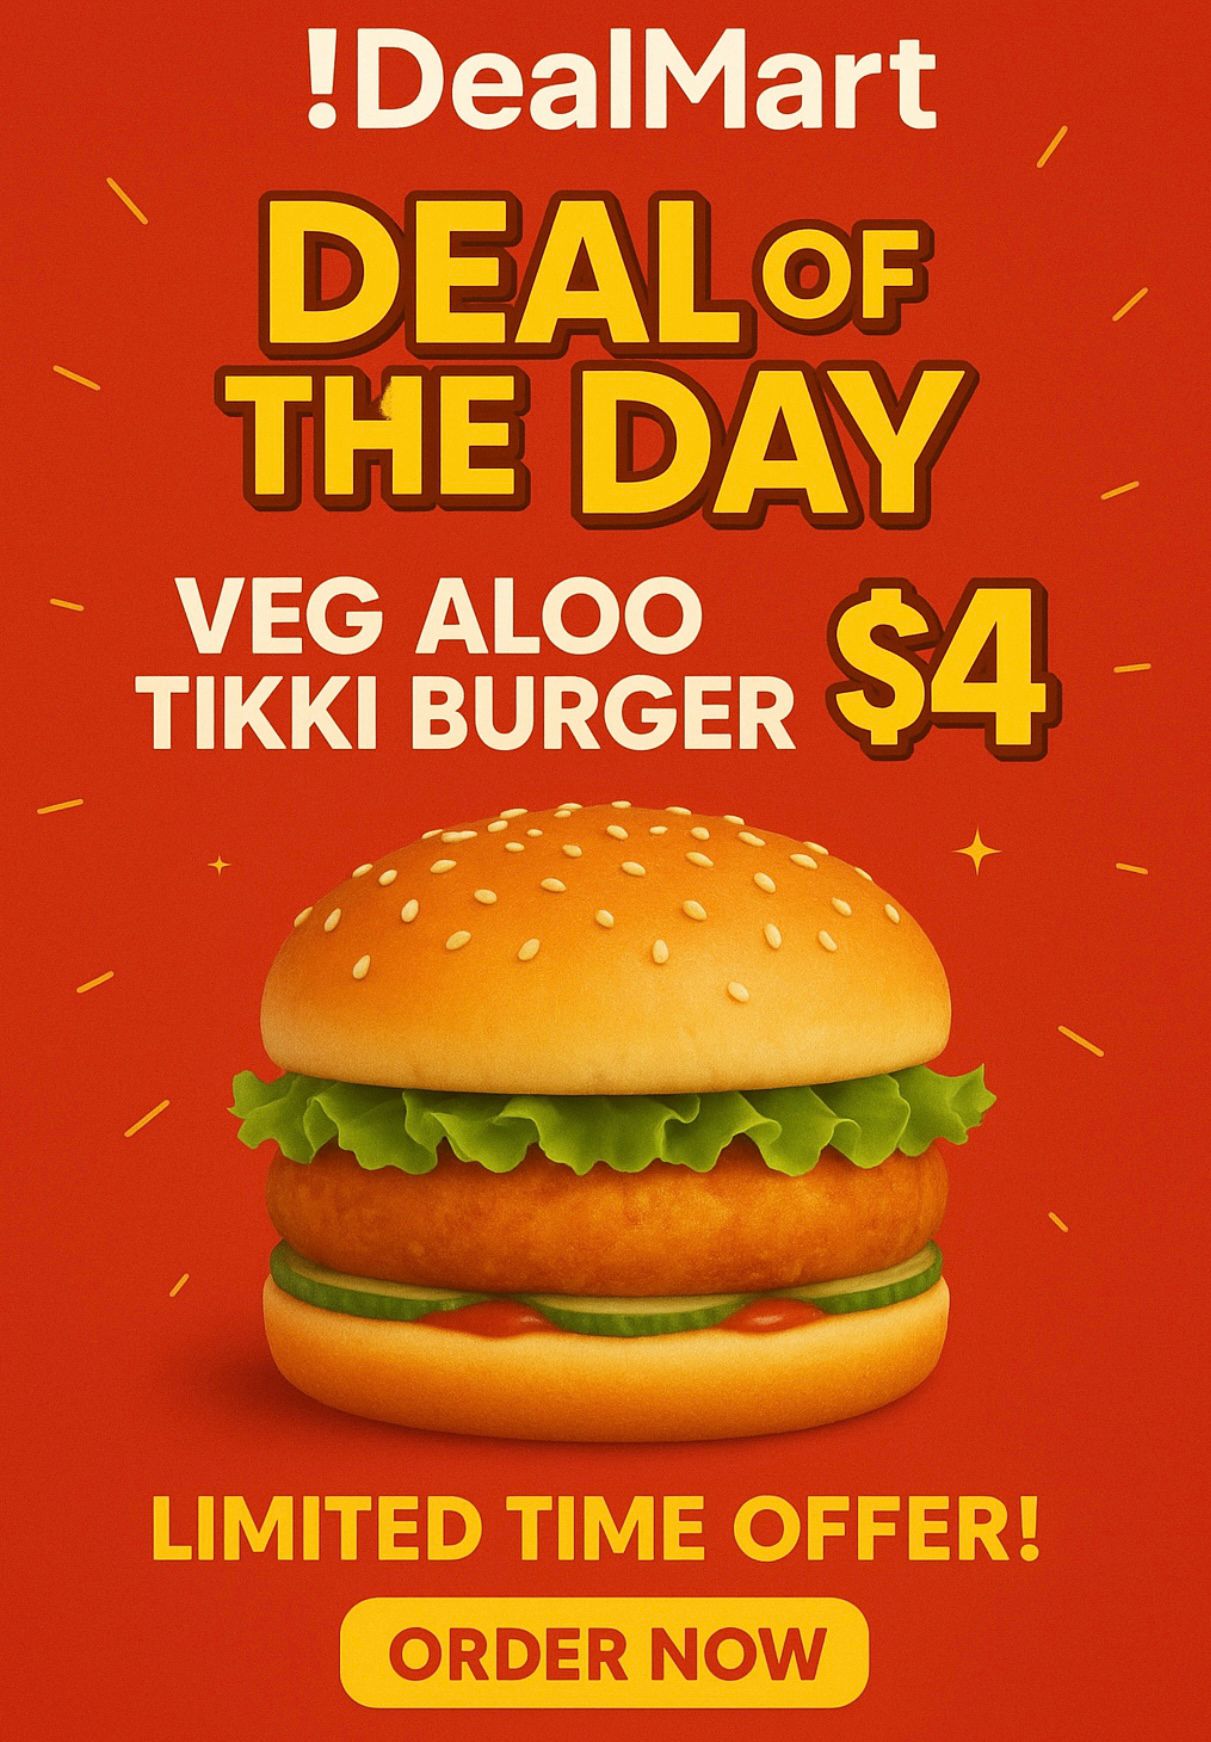 !DealMart
DEAL OF
THE DAY
VEG ALOO
TIKKI BURGER
$4
LIMITED TIME OFFER!
ORDER NOW